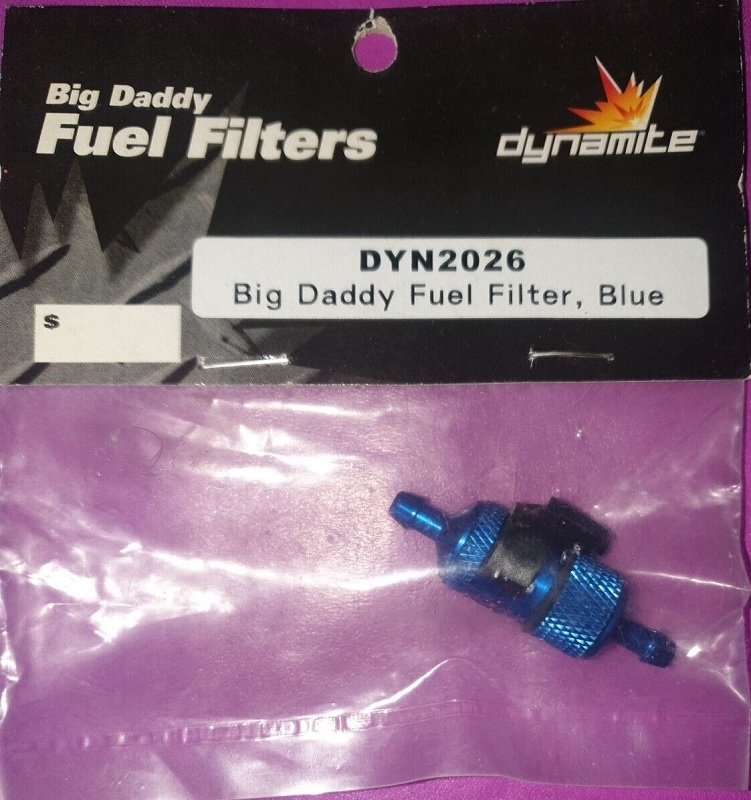 Big Daddy
Fuel Filters
dynamite
DYN2026
Big Daddy Fuel Filter, Blue
$